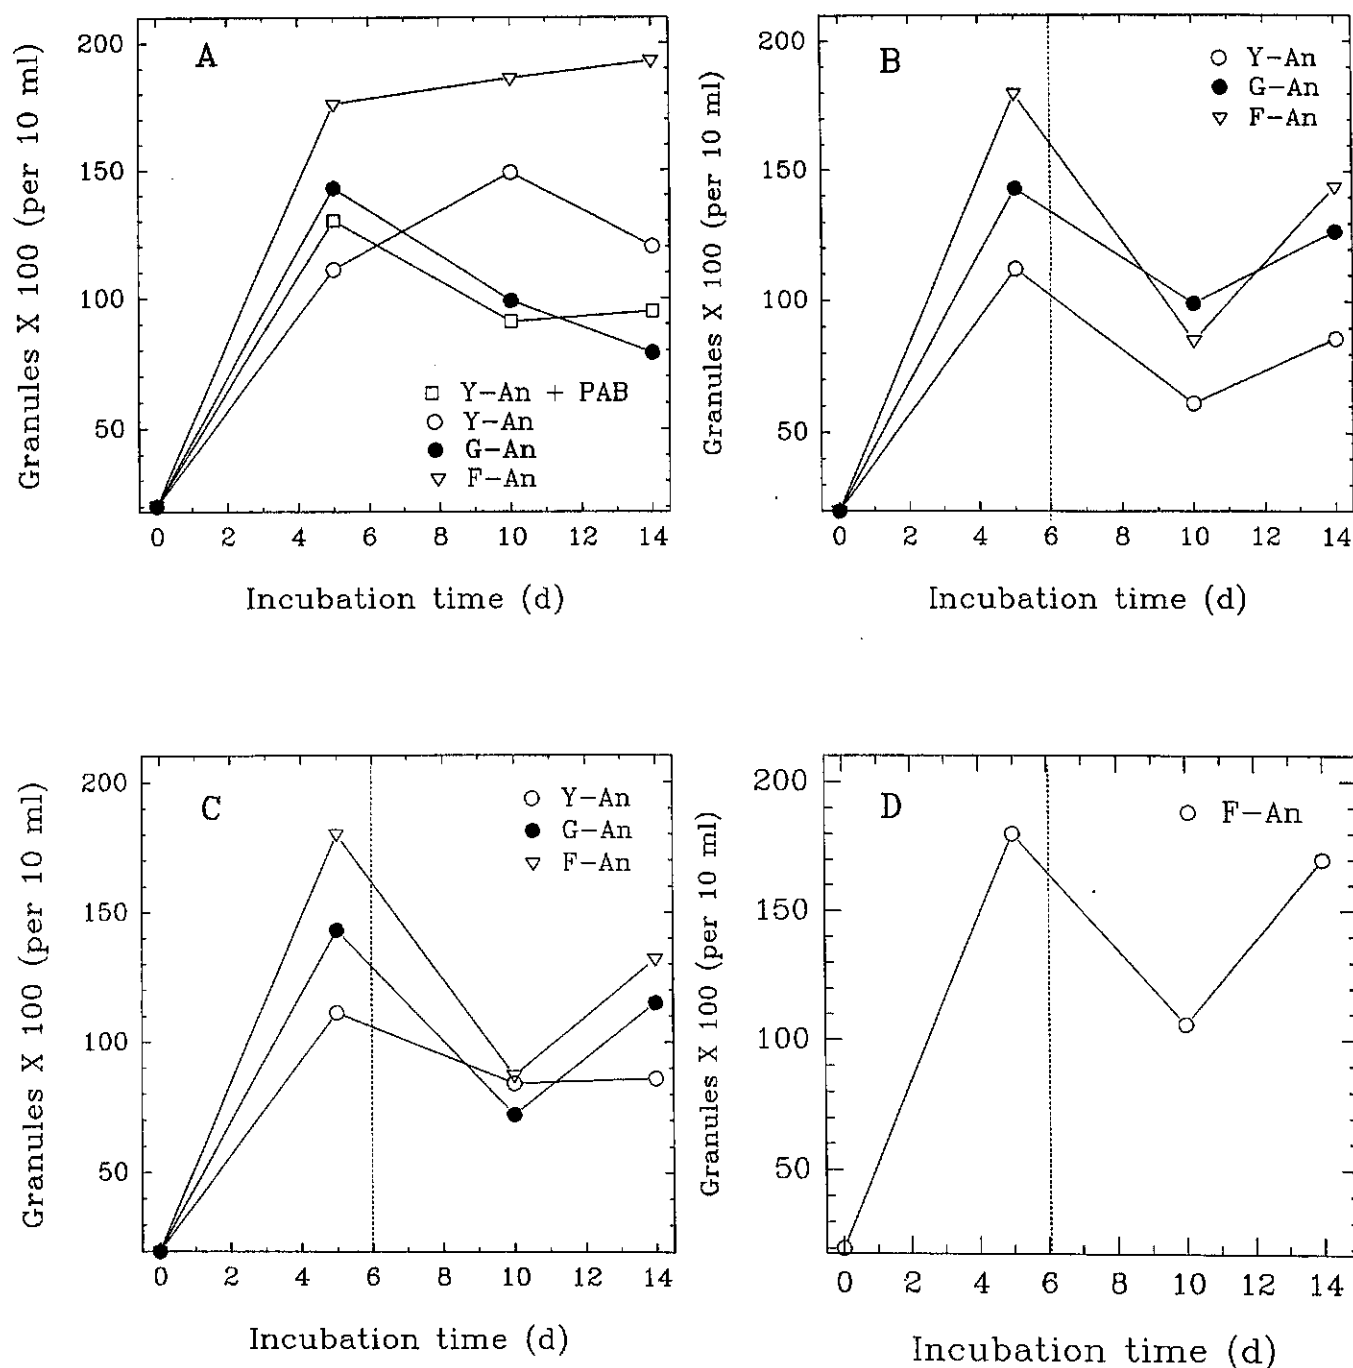 A
Granules X 100 (per 10 ml)
200
150
100
50
Y-An + PAB
Y-An
G-An
F-An
0 2 4 6 8 10 12 14
Incubation time (d)
B
Granules X 100 (per 10 ml)
200
150
100
50
Y-An
G-An
F-An
0 2 4 6 8 10 12 14
Incubation time (d)
C
Granules X 100 (per 10 ml)
200
150
100
50
Y-An
G-An
F-An
0 2 4 6 8 10 12 14
Incubation time (d)
D
Granules X 100 (per 10 ml)
200
150
100
50
F-An
0 2 4 6 8 10 12 14
Incubation time (d)